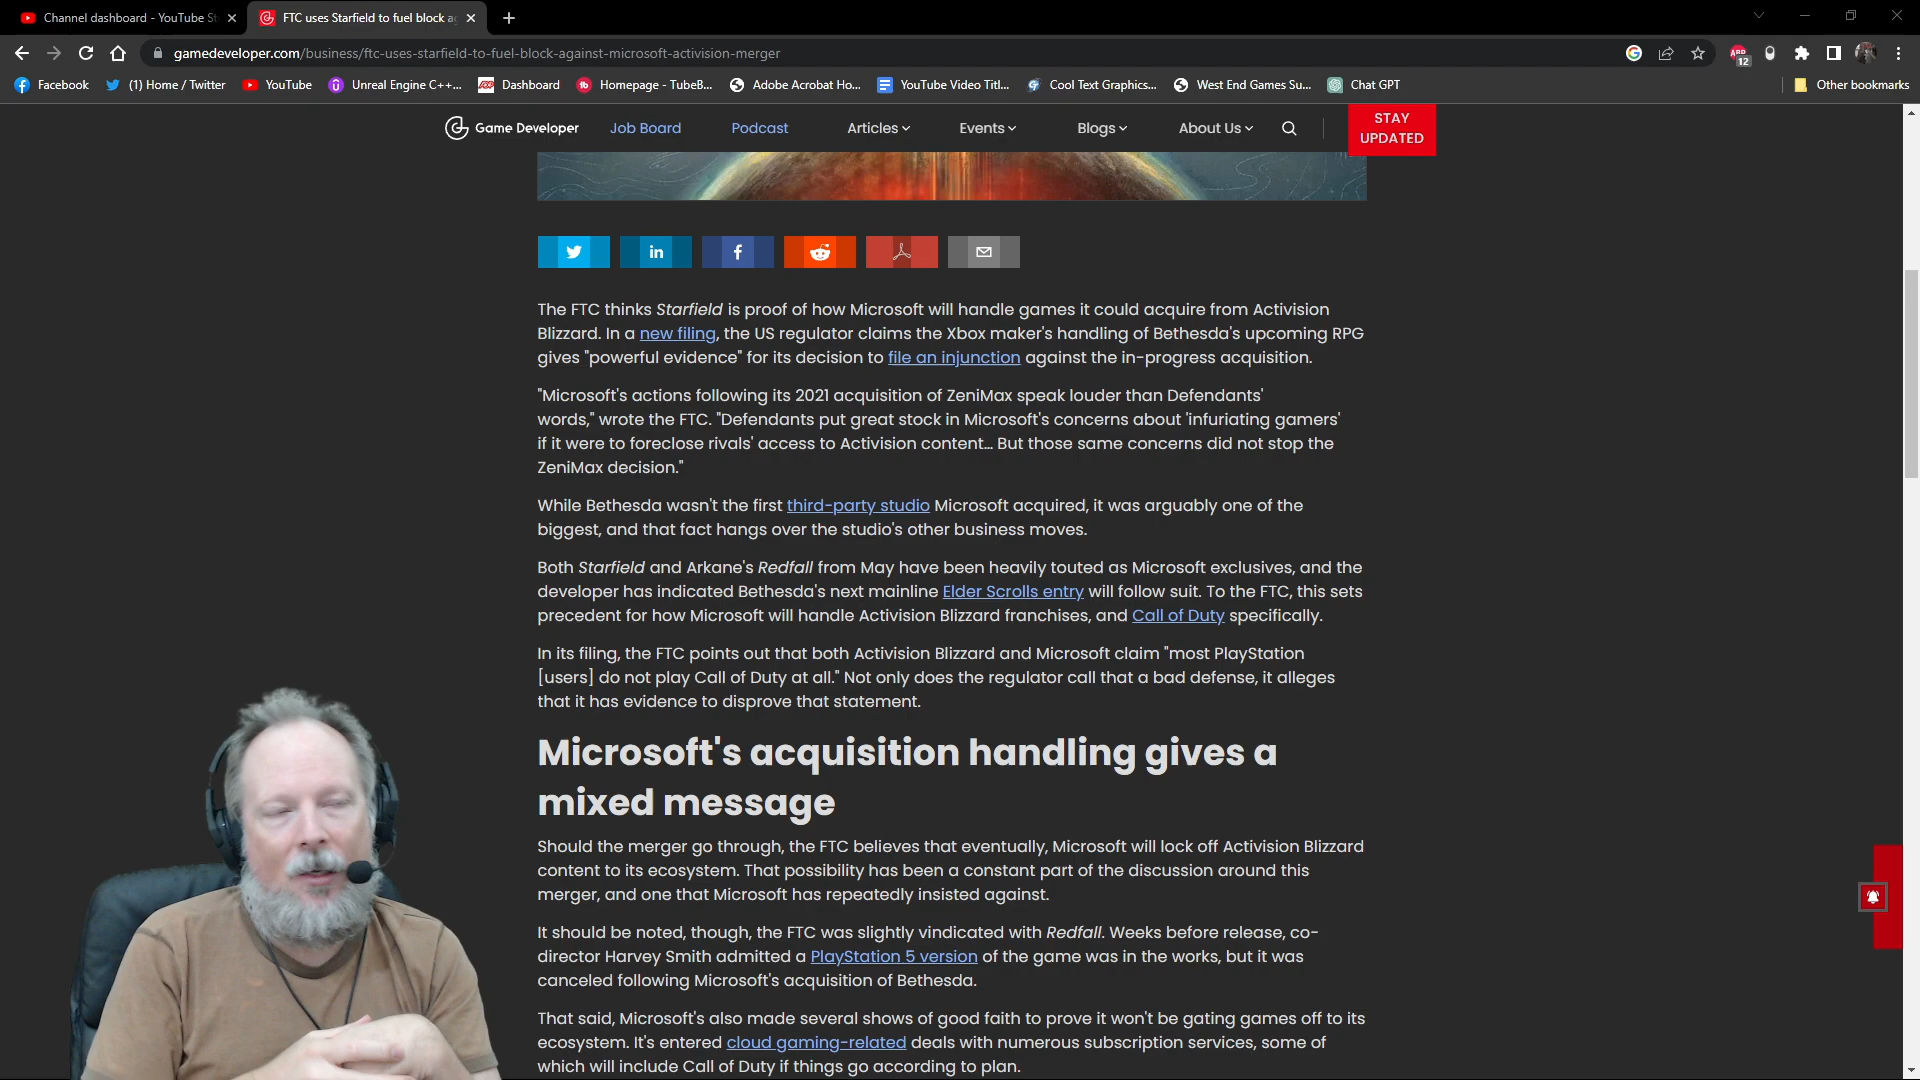 Channel dashboard - YouTube St
FTC uses Starfield to fuel block ag
gamedeveloper.com/business/ftc-uses-starfield-to-fuel-block-against-microsoft-activision-merger
12
Facebook
(1) Home / Twitter
YouTube
Unreal Engine C++...
Dashboard
Homepage - TubeB...
Adobe Acrobat Ho...
YouTube Video Titl...
Cool Text Graphics...
West End Games Su...
Chat GPT
Other bookmarks
Game Developer
Job Board
Podcast
Articles
Events
Blogs
About Us
STAY
UPDATED
The FTC thinks Starfield is proof of how Microsoft will handle games it could acquire from Activision
Blizzard. In a new filing, the US regulator claims the Xbox maker's handling of Bethesda's upcoming RPG
gives "powerful evidence" for its decision to file an injunction against the in-progress acquisition.
"Microsoft's actions following its 2021 acquisition of ZeniMax speak louder than Defendants'
words," wrote the FTC. "Defendants put great stock in Microsoft's concerns about 'infuriating gamers'
if it were to foreclose rivals' access to Activision content... But those same concerns did not stop the
ZeniMax decision."
While Bethesda wasn't the first third-party studio Microsoft acquired, it was arguably one of the
biggest, and that fact hangs over the studio's other business moves.
Both Starfield and Arkane's Redfall from May have been heavily touted as Microsoft exclusives, and the
developer has indicated Bethesda's next mainline Elder Scrolls entry will follow suit. To the FTC, this sets
precedent for how Microsoft will handle Activision Blizzard franchises, and Call of Duty specifically.
In its filing, the FTC points out that both Activision Blizzard and Microsoft claim "most PlayStation
[users] do not play Call of Duty at all." Not only does the regulator call that a bad defense, it alleges
that it has evidence to disprove that statement.
Microsoft's acquisition handling gives a
mixed message
Should the merger go through, the FTC believes that eventually, Microsoft will lock off Activision Blizzard
content to its ecosystem. That possibility has been a constant part of the discussion around this
merger, and one that Microsoft has repeatedly insisted against.
It should be noted, though, the FTC was slightly vindicated with Redfall. Weeks before release, co-
director Harvey Smith admitted a PlayStation 5 version of the game was in the works, but it was
canceled following Microsoft's acquisition of Bethesda.
That said, Microsoft's also made several shows of good faith to prove it won't be gating games off to its
ecosystem. It's entered cloud gaming-related deals with numerous subscription services, some of
which will include Call of Duty if things go according to plan.